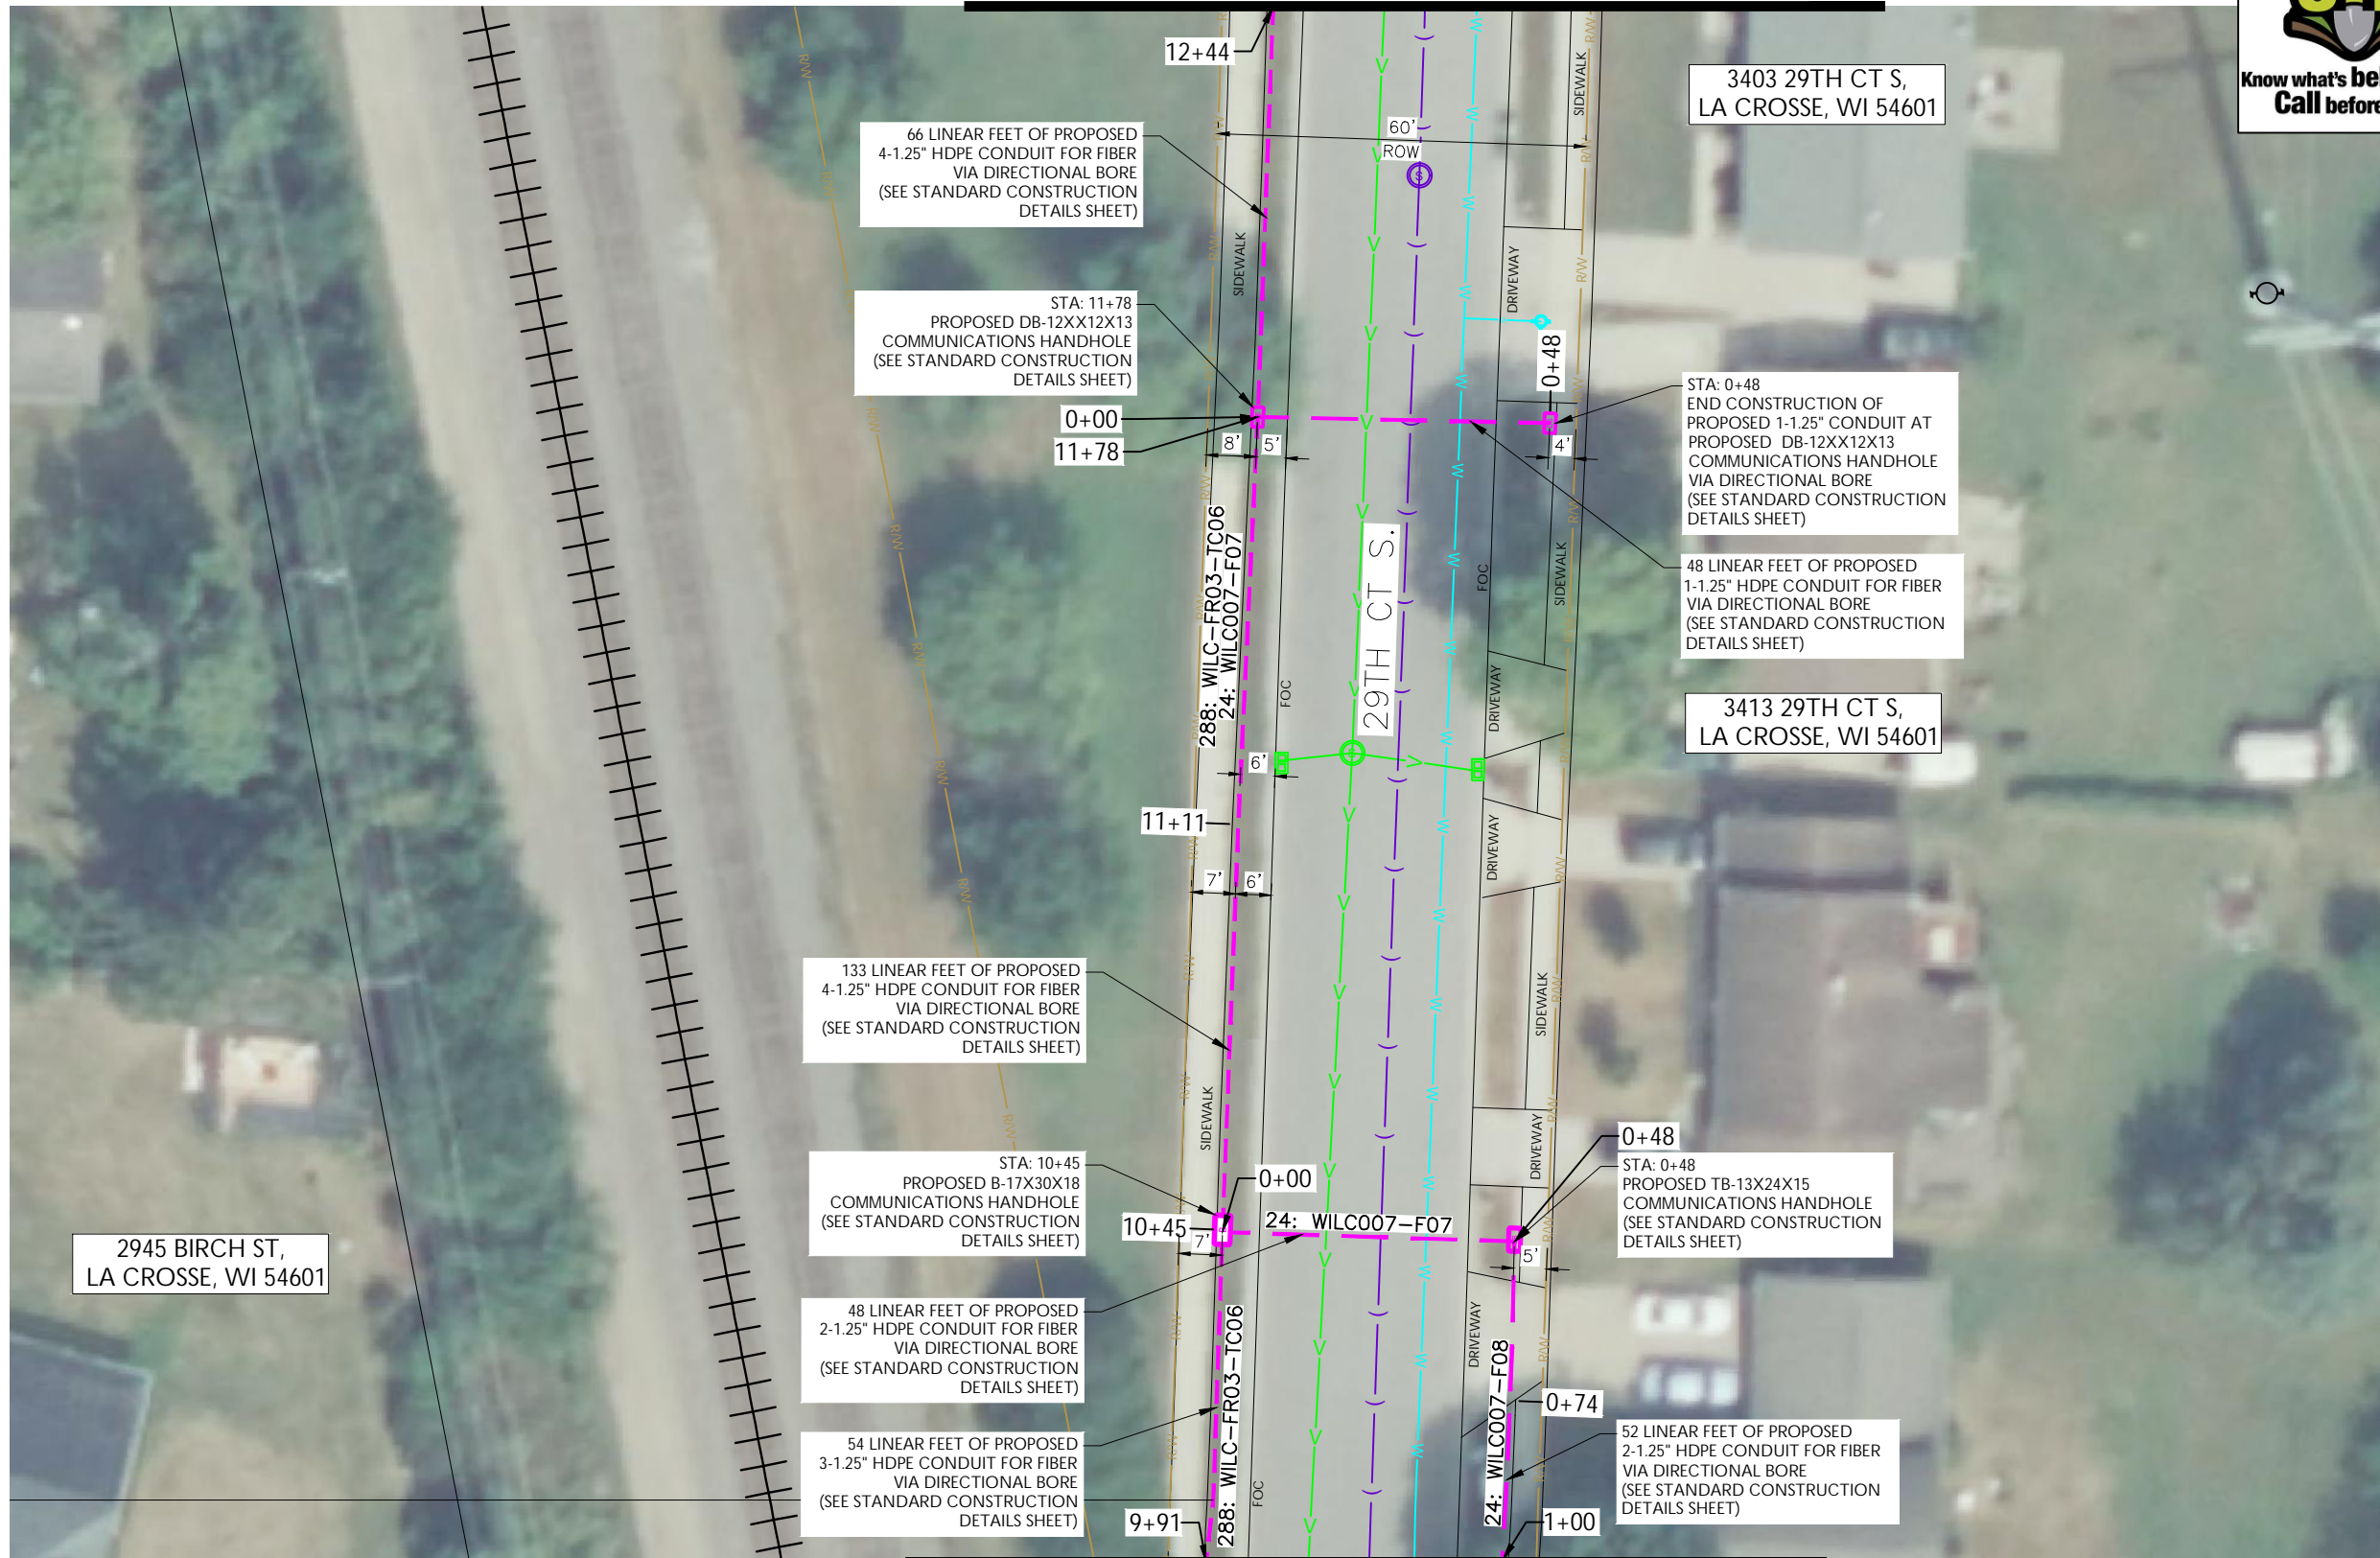 12+44
3403 29TH CT S,
LA CROSSE, WI 54601
Know what's
Call before
66 LINEAR FEET OF PROPOSED
4-1.25" HDPE CONDUIT FOR FIBER
VIA DIRECTIONAL BORE
(SEE STANDARD CONSTRUCTION
DETAILS SHEET)
60'
ROW
SIDEWALK
SIDEWALK
DRIVEWAY
STA: 11+78
PROPOSED DB-12XX12X13
COMMUNICATIONS HANDHOLE
(SEE STANDARD CONSTRUCTION
DETAILS SHEET)
0+00
11+78
8'
5'
0+48
4'
STA: 0+48
END CONSTRUCTION OF
PROPOSED 1-1.25" CONDUIT AT
PROPOSED DB-12XX12X13
COMMUNICATIONS HANDHOLE
VIA DIRECTIONAL BORE
(SEE STANDARD CONSTRUCTION
DETAILS SHEET)
48 LINEAR FEET OF PROPOSED
1-1.25" HDPE CONDUIT FOR FIBER
VIA DIRECTIONAL BORE
(SEE STANDARD CONSTRUCTION
DETAILS SHEET)
288: WILC-FR03-TC06
24: WILC007-F07
29TH CT S.
FOC
FOC
SIDEWALK
DRIVEWAY
3413 29TH CT S,
LA CROSSE, WI 54601
6'
11+11
7'
6'
DRIVEWAY
133 LINEAR FEET OF PROPOSED
4-1.25" HDPE CONDUIT FOR FIBER
VIA DIRECTIONAL BORE
(SEE STANDARD CONSTRUCTION
DETAILS SHEET)
SIDEWALK
SIDEWALK
DRIVEWAY
STA: 10+45
PROPOSED B-17X30X18
COMMUNICATIONS HANDHOLE
(SEE STANDARD CONSTRUCTION
DETAILS SHEET)
0+00
10+45
7'
24: WILC007-F07
0+48
STA: 0+48
PROPOSED TB-13X24X15
COMMUNICATIONS HANDHOLE
(SEE STANDARD CONSTRUCTION
DETAILS SHEET)
5'
2945 BIRCH ST,
LA CROSSE, WI 54601
48 LINEAR FEET OF PROPOSED
2-1.25" HDPE CONDUIT FOR FIBER
VIA DIRECTIONAL BORE
(SEE STANDARD CONSTRUCTION
DETAILS SHEET)
288: WILC-FR03-TC06
DRIVEWAY
24: WILC007-F08
0+74
54 LINEAR FEET OF PROPOSED
3-1.25" HDPE CONDUIT FOR FIBER
VIA DIRECTIONAL BORE
(SEE STANDARD CONSTRUCTION
DETAILS SHEET)
52 LINEAR FEET OF PROPOSED
2-1.25" HDPE CONDUIT FOR FIBER
VIA DIRECTIONAL BORE
(SEE STANDARD CONSTRUCTION
DETAILS SHEET)
FOC
9+91
1+00